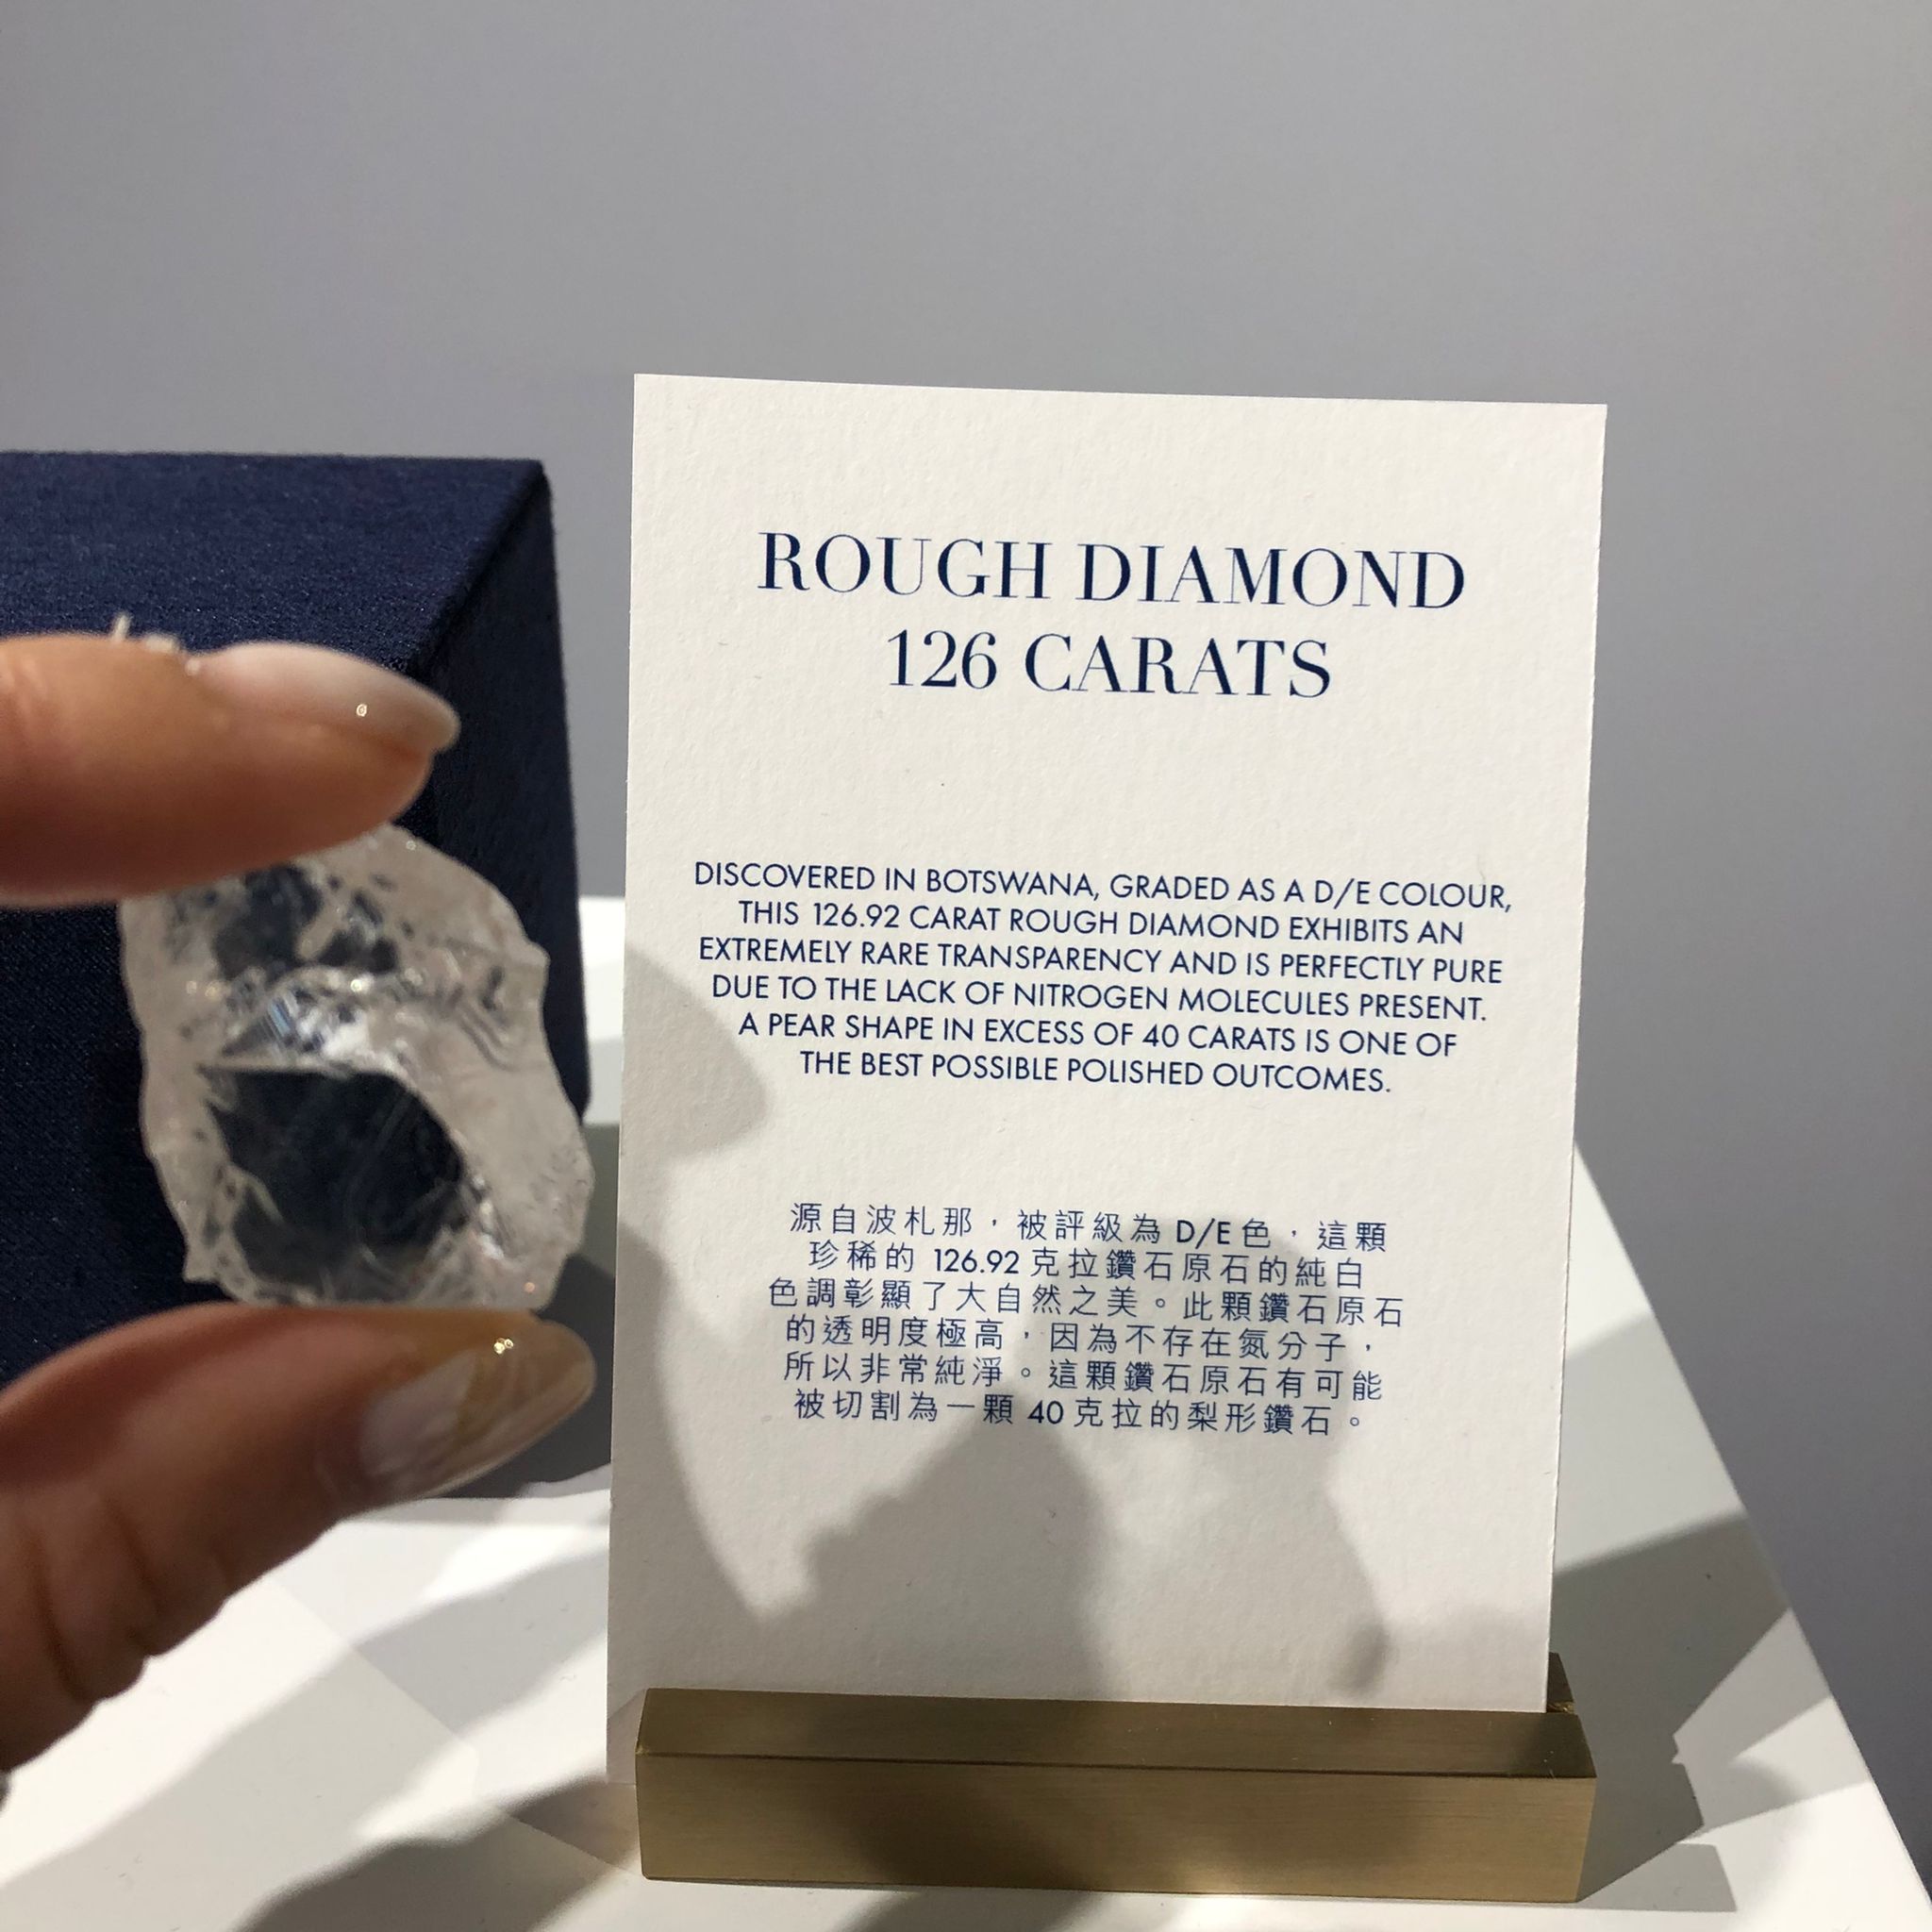 ROUGH DIAMOND
126 CARATS
DISCOVERED IN BOTSWANA, GRADED AS A D/E COLOUR,
THIS 126.92 CARAT ROUGH DIAMOND EXHIBITS AN
EXTREMELY RARE TRANSPARENCY AND IS PERFECTLY PURE
DUE TO THE LACK OF NITROGEN MOLECULES PRESENT.
A PEAR SHAPE IN EXCESS OF 40 CARATS IS ONE OF
THE BEST POSSIBLE POLISHED OUTCOMES.
源自波札那，被評級為 D/E 色，這顆
珍稀的 126.92 克拉鑽石原石的純白
色調彰顯了大自然之美。此顆鑽石原石
的透明度極高，因為不存在氮分子，
所以非常純淨。這顆鑽石原石有可能
被切割為一顆 40 克拉的梨形鑽石。